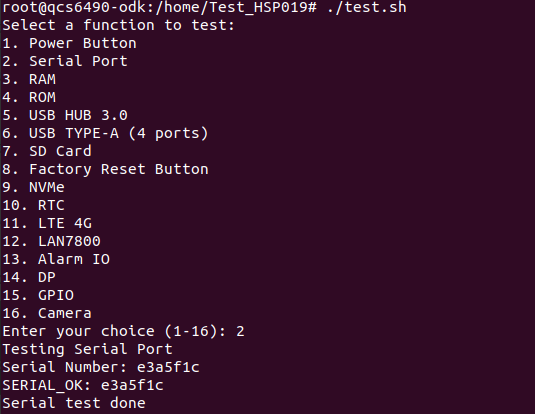 root@qcs6490-odk:/home/Test_HSP019# ./test.sh
Select a function to test:
1. Power Button
2. Serial Port
3. RAM
4. ROM
5. USB HUB 3.0
6. USB TYPE-A (4 ports)
7. SD Card
8. Factory Reset Button
9. NVMe
10. RTC
11. LTE 4G
12. LAN7800
13. Alarm IO
14. DP
15. GPIO
16. Camera
Enter your choice (1-16): 2
Testing Serial Port
Serial Number: e3a5f1c
SERIAL_OK: e3a5f1c
Serial test done